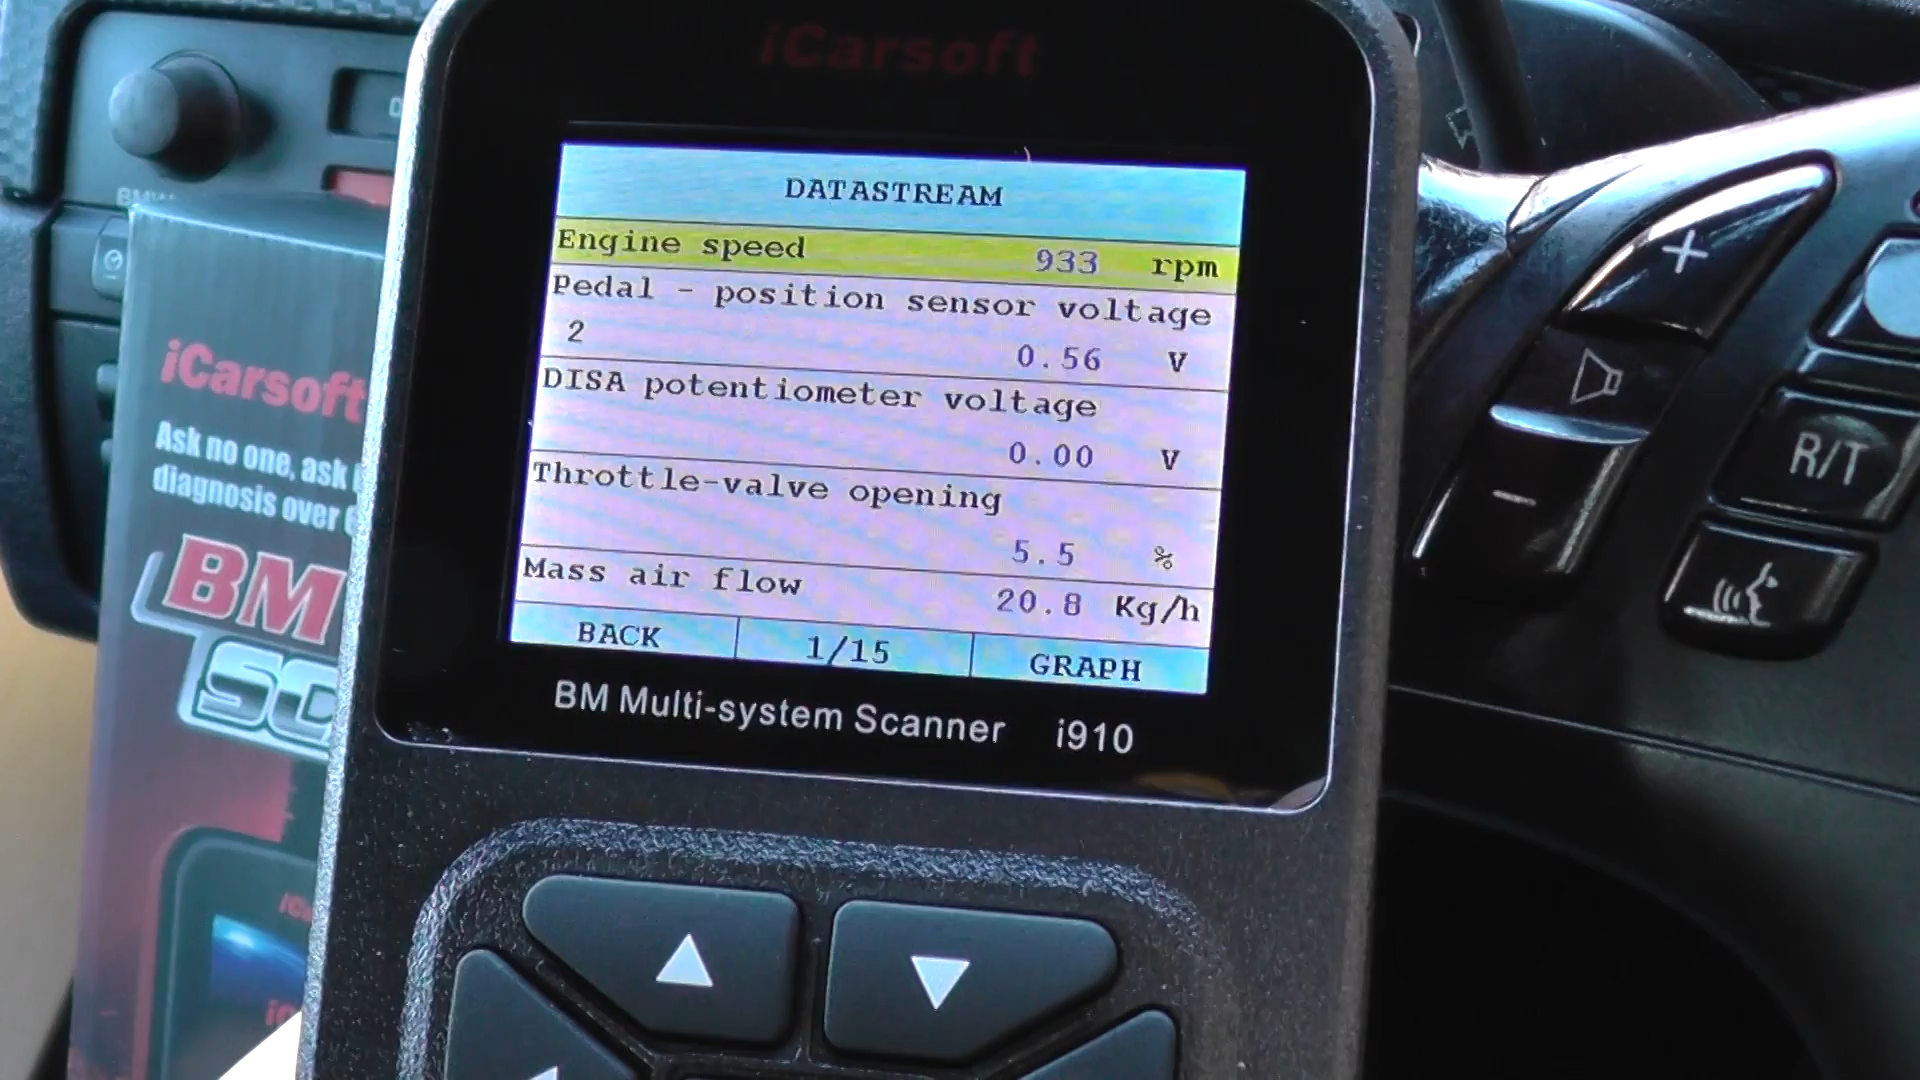 iCarsoft
DATASTREAM
Engine speed 933 rpm
Pedal - position sensor voltage
2 0.56 V
DISA potentiometer voltage
0.00 V
Throttle-valve opening
5.5 %
Mass air flow 20.8 Kg/h
BACK 1/15 GRAPH
BM Multi-system Scanner i910
iCarsoft
Ask no one, ask
diagnosis over
BM
SC
+
-
R/T